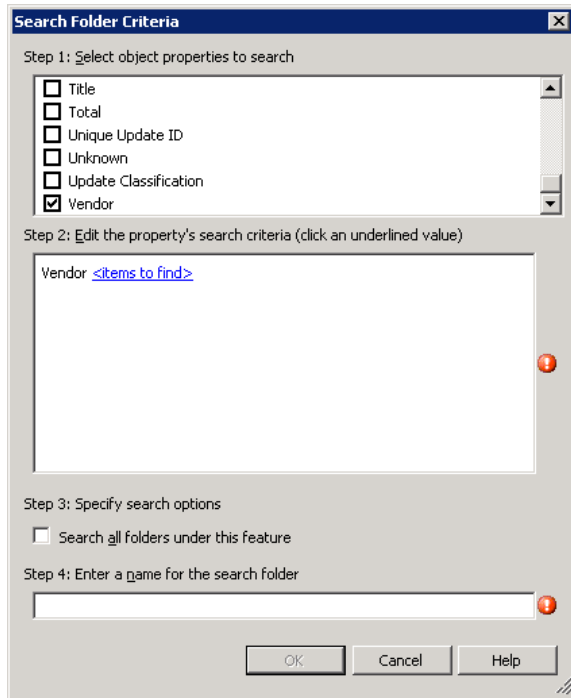 Search Folder Criteria
Step 1: Select object properties to search
Title
Total
Unique Update ID
Unknown
Update Classification
Vendor
Step 2: Edit the property's search criteria (click an underlined value)
Vendor <items to find>
Step 3: Specify search options
Search all folders under this feature
Step 4: Enter a name for the search folder
OK Cancel Help